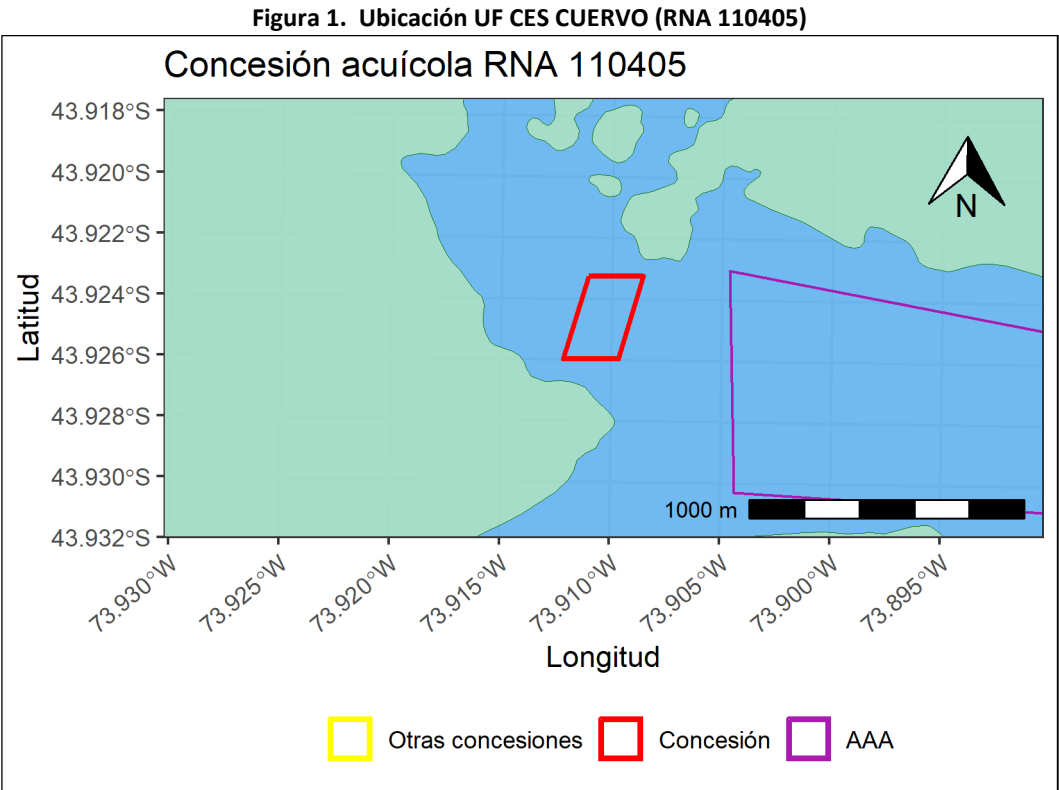 Figura 1. Ubicación UF CES CUERVO (RNA 110405)
Concesión acuícola RNA 110405
43.918°S
43.920°S
43.922°S
43.924°S
43.926°S
43.928°S
43.930°S
43.932°S
Latitud
N
1000 m
73.930°W
73.925°W
73.920°W
73.915°W
73.910°W
73.905°W
73.900°W
73.895°W
Longitud
Otras concesiones
Concesión
AAA